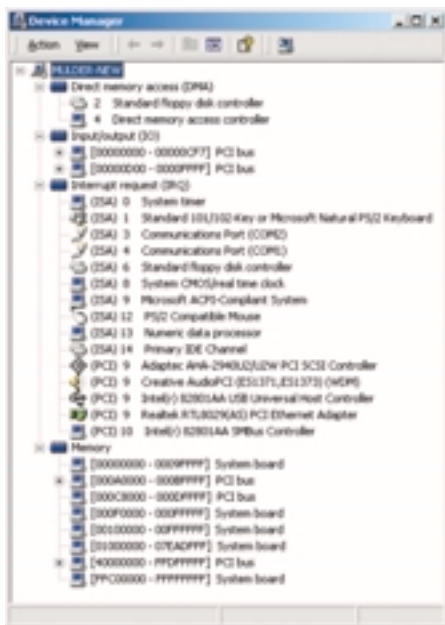 Device Manager
Action View
MULDER-NEW
Direct memory access (DMA)
2 Standard floppy disk controller
4 Direct memory access controller
Input/output (IO)
[00000000 - 00000CF7] PCI bus
[00000D00 - 0000FFFF] PCI bus
Interrupt request (IRQ)
(ISA) 0 System timer
(ISA) 1 Standard 101/102-Key or Microsoft Natural PS/2 Keyboard
(ISA) 3 Communications Port (COM2)
(ISA) 4 Communications Port (COM1)
(ISA) 6 Standard floppy disk controller
(ISA) 8 System CMOS/real time clock
(ISA) 9 Microsoft ACPI-Compliant System
(ISA) 12 PS/2 Compatible Mouse
(ISA) 13 Numeric data processor
(ISA) 14 Primary IDE Channel
(PCI) 9 Adaptec AHA-2940U2/U2W PCI SCSI Controller
(PCI) 9 Creative AudioPCI (ES1371,ES1373) (WDM)
(PCI) 9 Intel(r) 82801AA USB Universal Host Controller
(PCI) 9 Realtek RTL8029(AS) PCI Ethernet Adapter
(PCI) 10 Intel(r) 82801AA SMBus Controller
Memory
[00000000 - 0009FFFF] System board
[000A0000 - 000BFFFF] PCI bus
[000C8000 - 000DFFFF] PCI bus
[000F0000 - 000FFFFF] System board
[00100000 - 00FFFFFF] System board
[01000000 - 07EADFFF] System board
[40000000 - FFDFFFFF] PCI bus
[FFC00000 - FFFFFFFF] System board